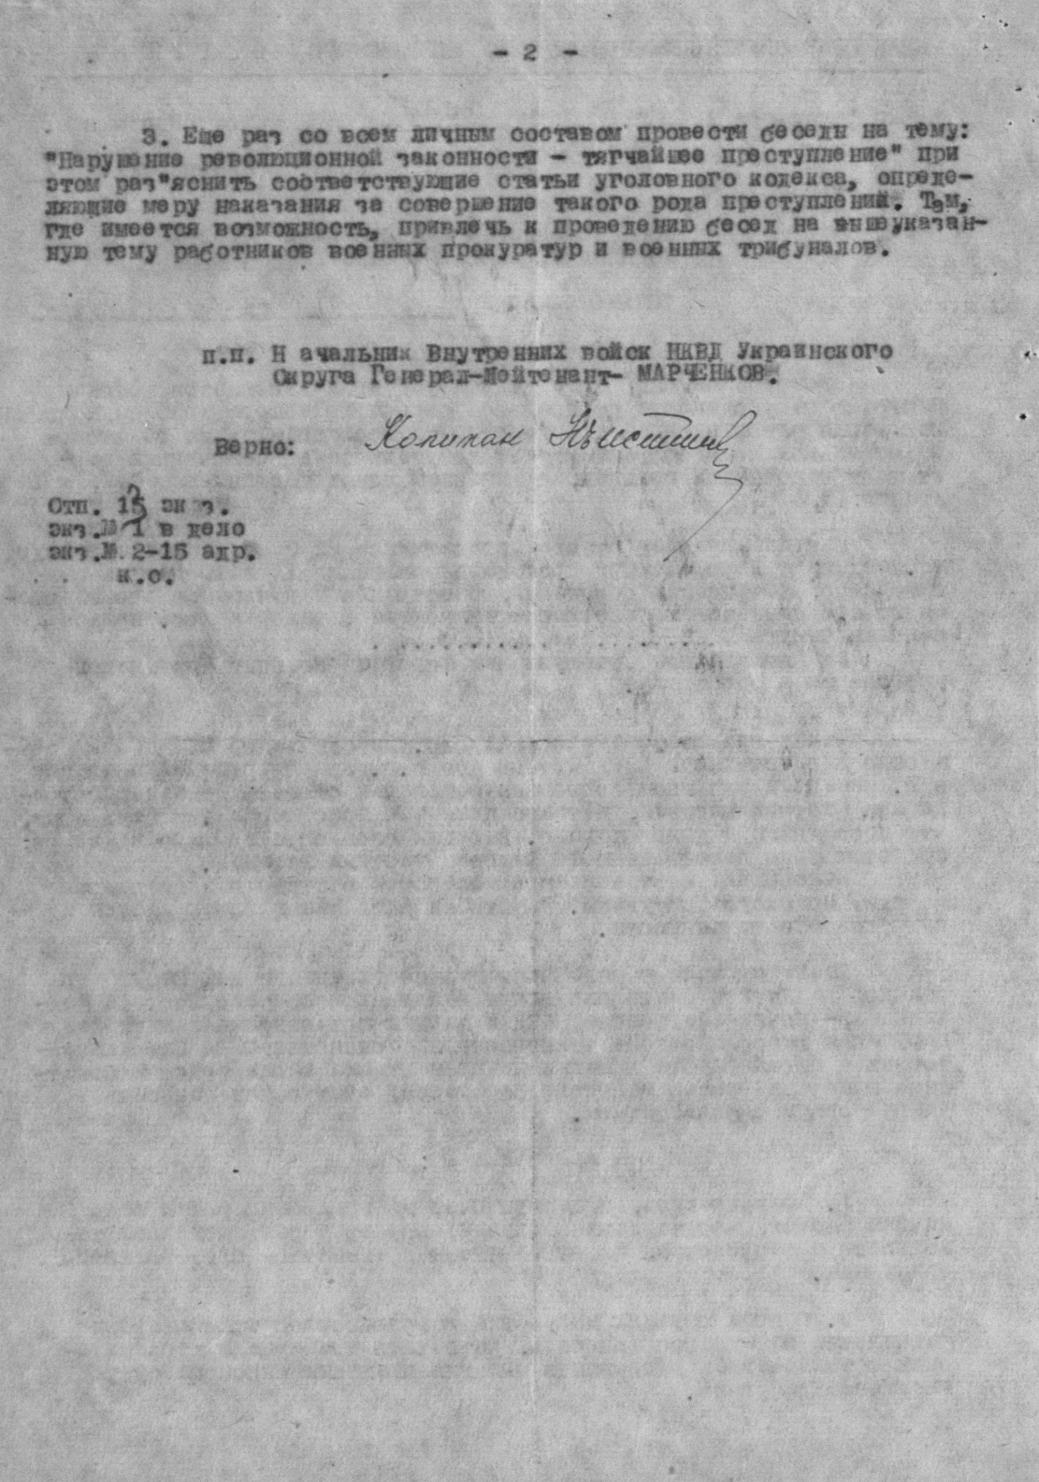 - 2 -
3. Еще раз со всем личным составом провести беседы на тему:
"Нарушение революционной законности - тягчайшее преступление" при
этом раз"яснить соответствующие статьи уголовного кодекса, опреде-
ляющие меру наказания за совершение такого рода преступлений. Там,
где имеется возможность, привлечь к проведению бесед на вышеуказан-
ную тему работников военных прокуратур и военных трибуналов.
п.п. Н ачальник Внутренних войск НКВД Украинского
Округа Генерал-Лейтенант- МАРЧЕНКОВ.
Верно: Капитан
Отп. 15 экз.
экз.№ 1 в дело
экз.№ 2-15 адр.
н.о.